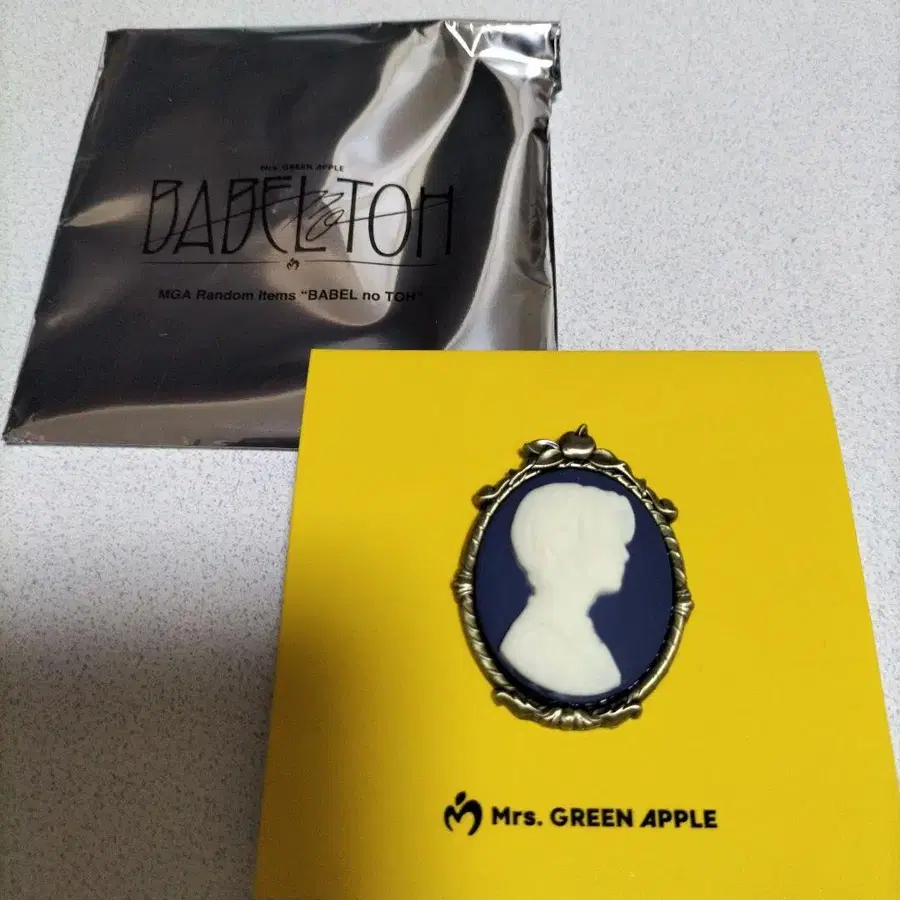 Mrs. GREEN APPLE
BABEL no TOH
MGA Random Items “BABEL no TOH”
Mrs. GREEN APPLE